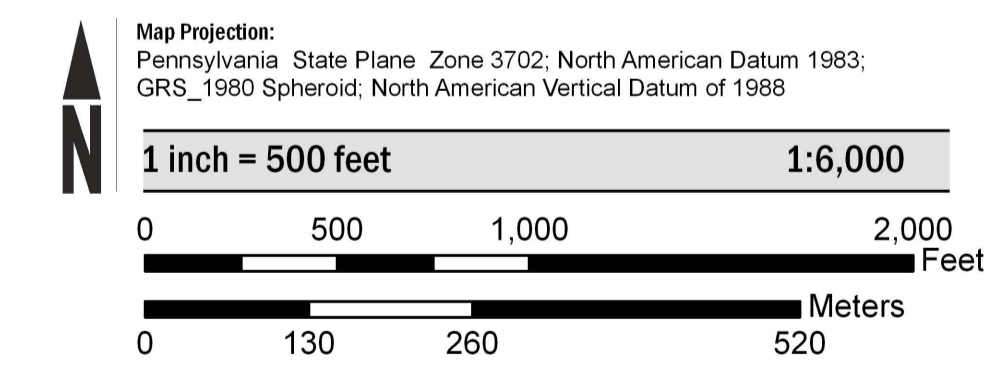 N
Map Projection:
Pennsylvania State Plane Zone 3702; North American Datum 1983;
GRS_1980 Spheroid; North American Vertical Datum of 1988
1 inch = 500 feet 1:6,000
0 500 1,000 2,000
Feet
Meters
0 130 260 520